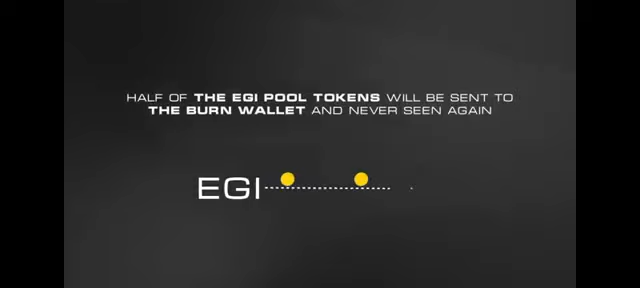 HALF OF THE EGI POOL TOKENS WILL BE SENT TO
THE BURN WALLET AND NEVER SEEN AGAIN
EGI